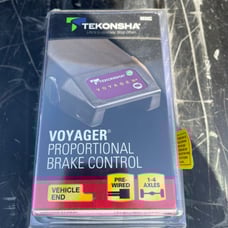 TEKONSHA®
VOYAGER
VOYAGER®
PROPORTIONAL
BRAKE CONTROL
VEHICLE
END
PRE-
WIRED
1-4
AXLES